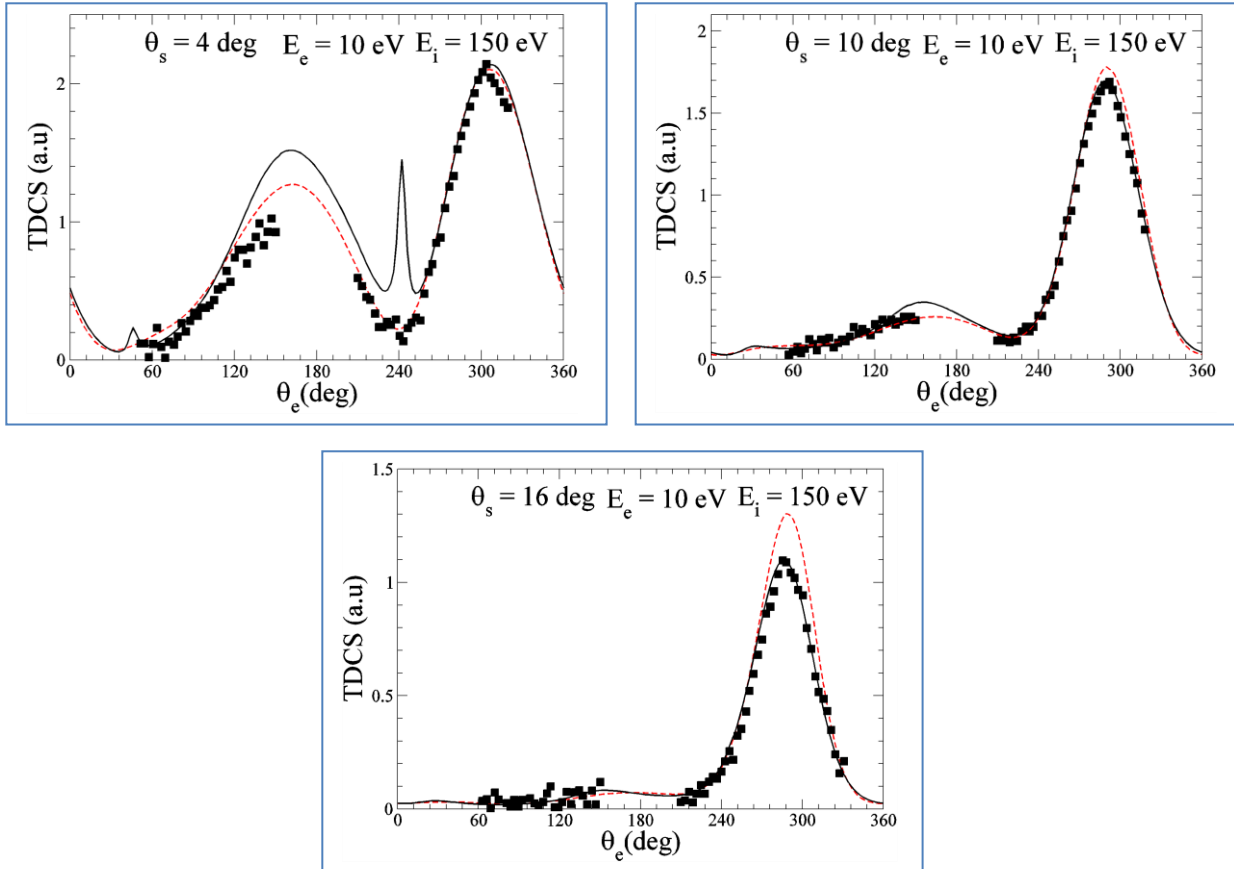 θs = 4 deg Ee = 10 eV Ei = 150 eV
2
1
0
TDCS (a.u)
0 60 120 180 240 300 360
θe(deg)
θs = 10 deg Ee = 10 eV Ei = 150 eV
2
1.5
1
0.5
0
TDCS (a.u)
0 60 120 180 240 300 360
θe(deg)
θs = 16 deg Ee = 10 eV Ei = 150 eV
1.5
1
0.5
0
TDCS (a.u)
0 60 120 180 240 300 360
θe(deg)